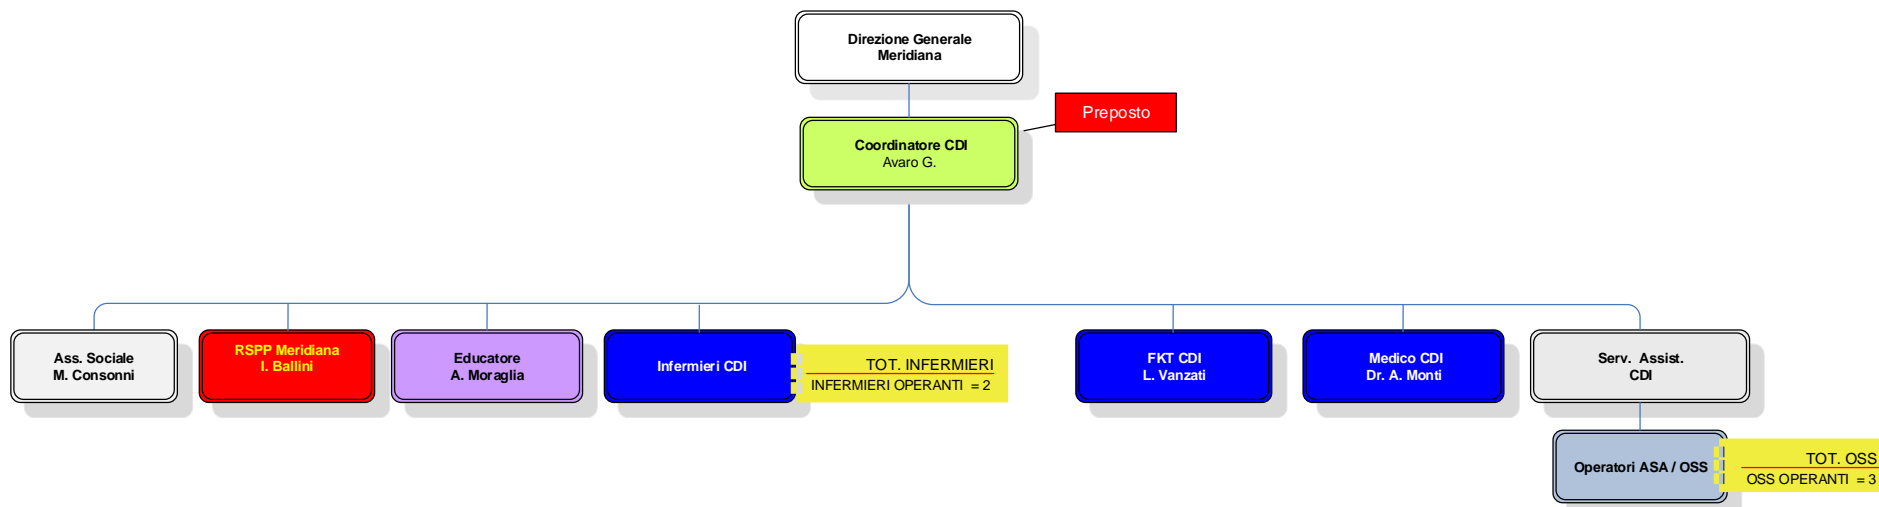 Direzione Generale
Meridiana
Preposto
Coordinatore CDI
Avaro G.
Ass. Sociale
M. Consonni
RSPP Meridiana
I. Ballini
Educatore
A. Moraglia
Infermieri CDI
TOT. INFERMIERI
INFERMIERI OPERANTI = 2
FKT CDI
L. Vanzati
Medico CDI
Dr. A. Monti
Serv. Assist.
CDI
Operatori ASA / OSS
TOT. OSS
OSS OPERANTI = 3